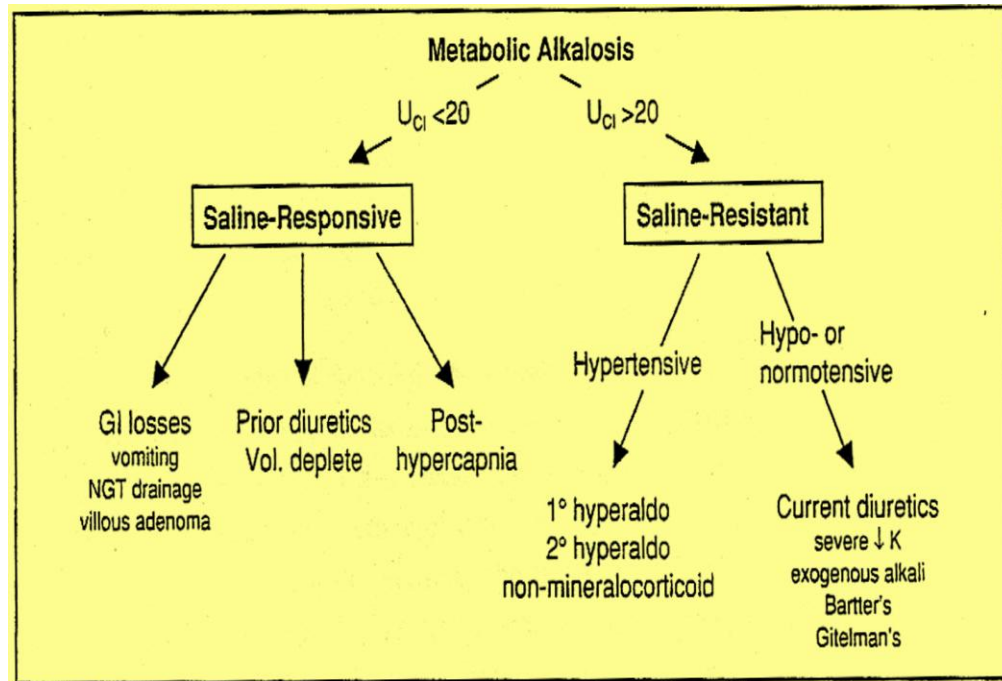 Metabolic Alkalosis
U_Cl <20
U_Cl >20
Saline-Responsive
Saline-Resistant
GI losses
vomiting
NGT drainage
villous adenoma
Prior diuretics
Vol. deplete
Post-
hypercapnia
Hypertensive
Hypo- or
normotensive
1° hyperaldo
2° hyperaldo
non-mineralocorticoid
Current diuretics
severe ↓ K
exogenous alkali
Bartter's
Gitelman's